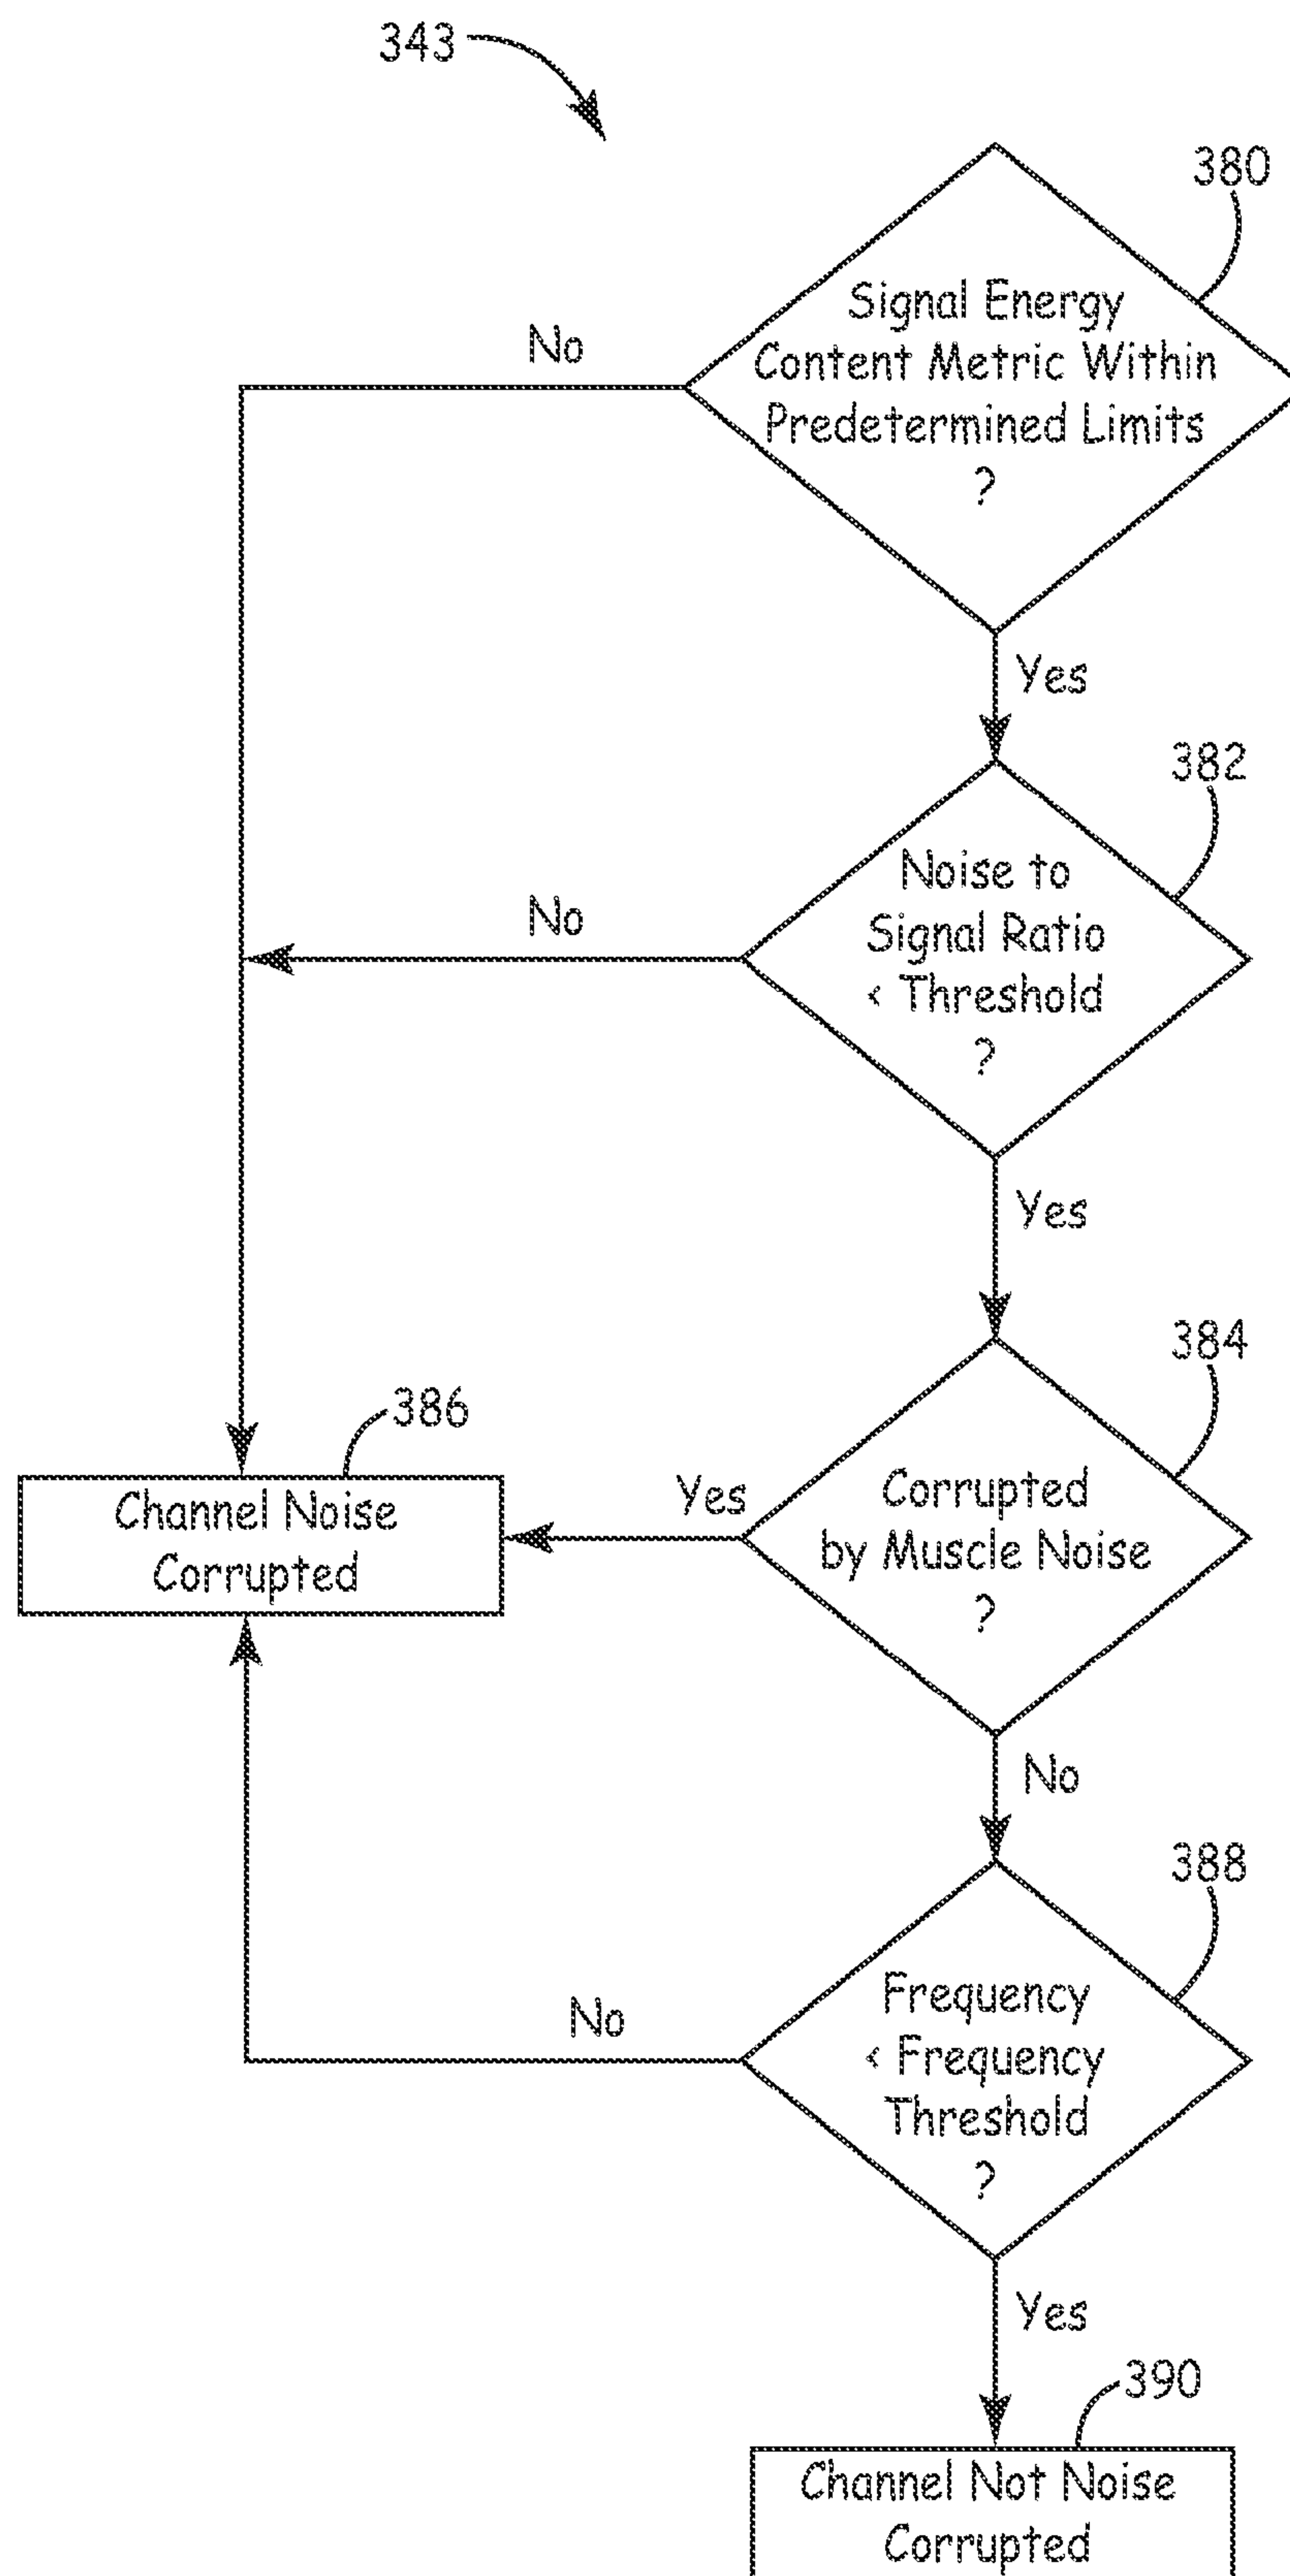 343
380
Signal Energy
Content Metric Within
Predetermined Limits
?
No
Yes
382
Noise to
Signal Ratio
< Threshold
?
No
Yes
384
386
Channel Noise
Corrupted
Yes
Corrupted
by Muscle Noise
?
No
388
Frequency
< Frequency
Threshold
?
No
Yes
390
Channel Not Noise
Corrupted